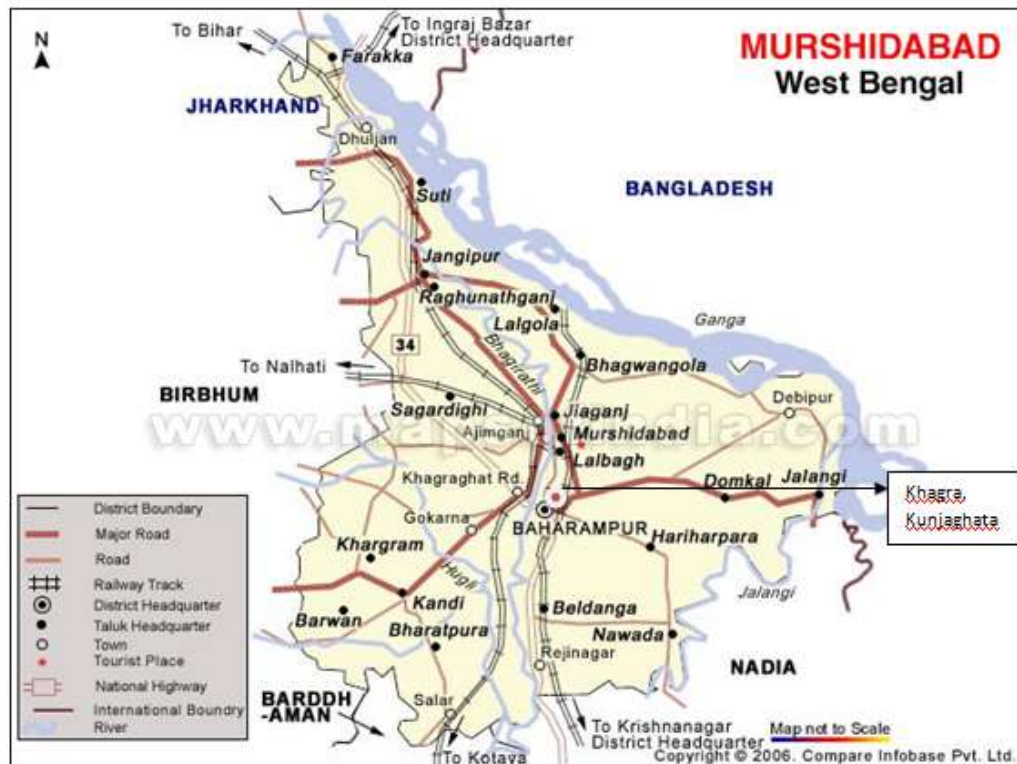 To Bihar
To Ingraj Bazar
District Headquarter
N
MURSHIDABAD
West Bengal
Farakka
JHARKHAND
Dhuljan
BANGLADESH
Suti
Jangipur
Raghunathganj
Lalgola
Ganga
34
Bhagirathi
Bhagwangola
To Nalhati
BIRBHUM
Sagardighi
Debipur
Jiaganj
Ajimganj
Murshidabad
Lalbagh
Khagraghat Rd.
Domkal
Jalangi
Khagra,
Kunjaghata
BAHARAMPUR
Gokarna
Hariharpara
Khargram
Hugli
Jalangi
Kandi
Barwan
Beldanga
Bharatpura
Nawada
Rejinagar
NADIA
BARDDH
-AMAN
Salar
To Krishnanagar
District Headquarter
To Kotaya
District Boundary
Major Road
Road
Railway Track
District Headquarter
Taluk Headquarter
Town
Tourist Place
National Highway
International Boundry
River
Map not to Scale
Copyright © 2006. Compare Infobase Pvt. Ltd.